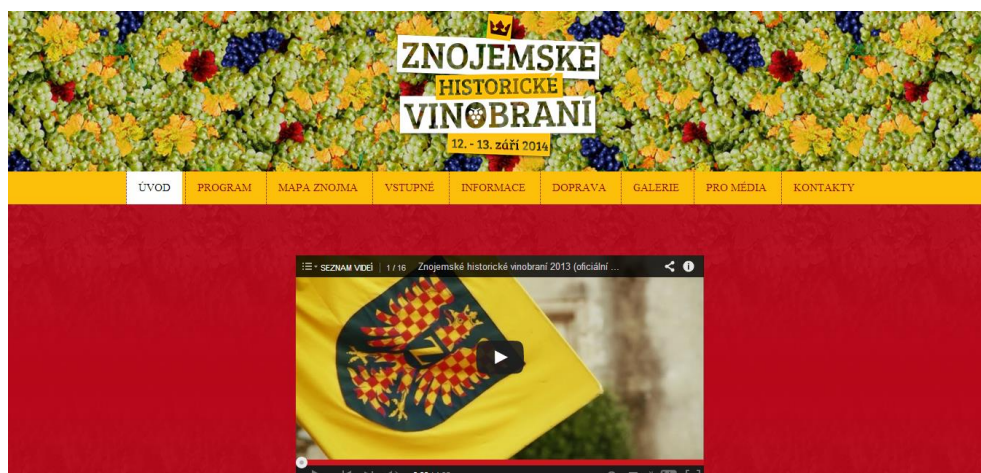 ZNOJEMSKÉ
HISTORICKÉ
VINOBRANÍ
12. - 13. září 2014
ÚVOD PROGRAM MAPA ZNOJMA VSTUPNÉ INFORMACE DOPRAVA GALERIE PRO MÉDIA KONTAKTY
SEZNAM VIDEÍ 1 / 16 Znojemské historické vinobraní 2013 (oficiální ...